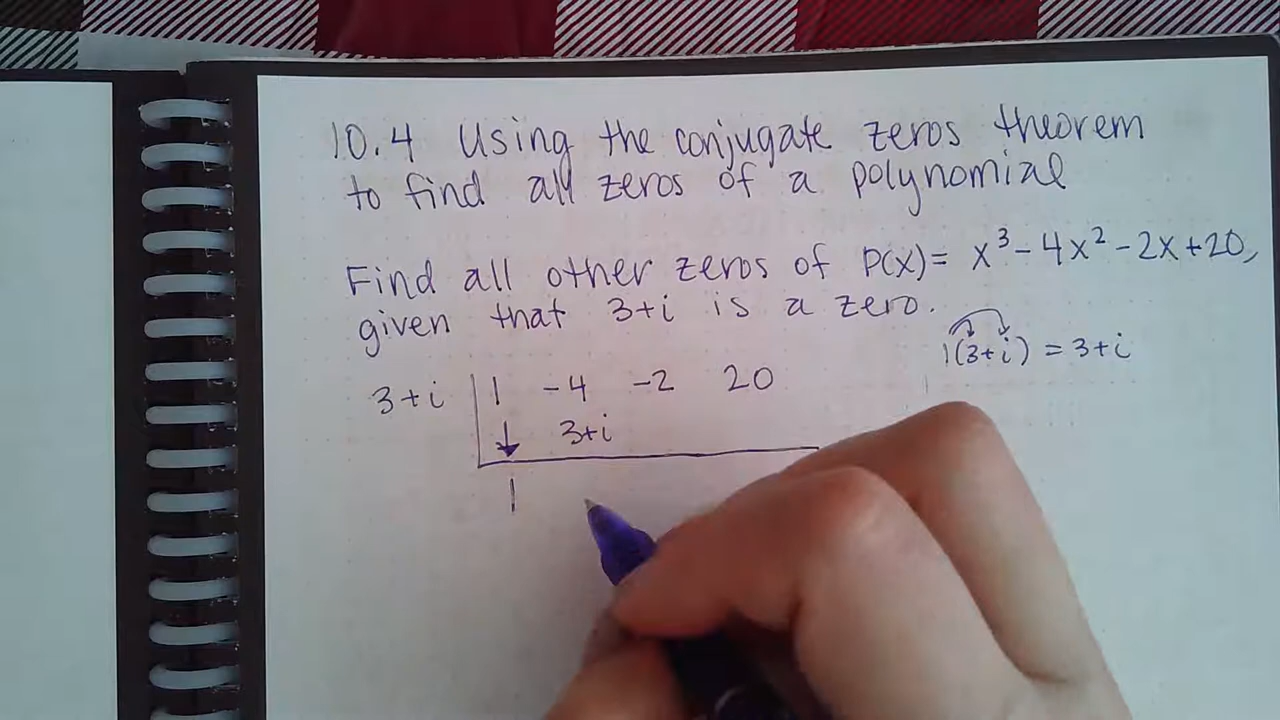 10.4 Using the conjugate zeros theorem
to find all zeros of a polynomial
Find all other zeros of P(x) = x³ - 4x² - 2x + 20,
given that 3+i is a zero.
1(3+i) = 3+i
3+i | 1 -4 -2 20
↓ 3+i
1